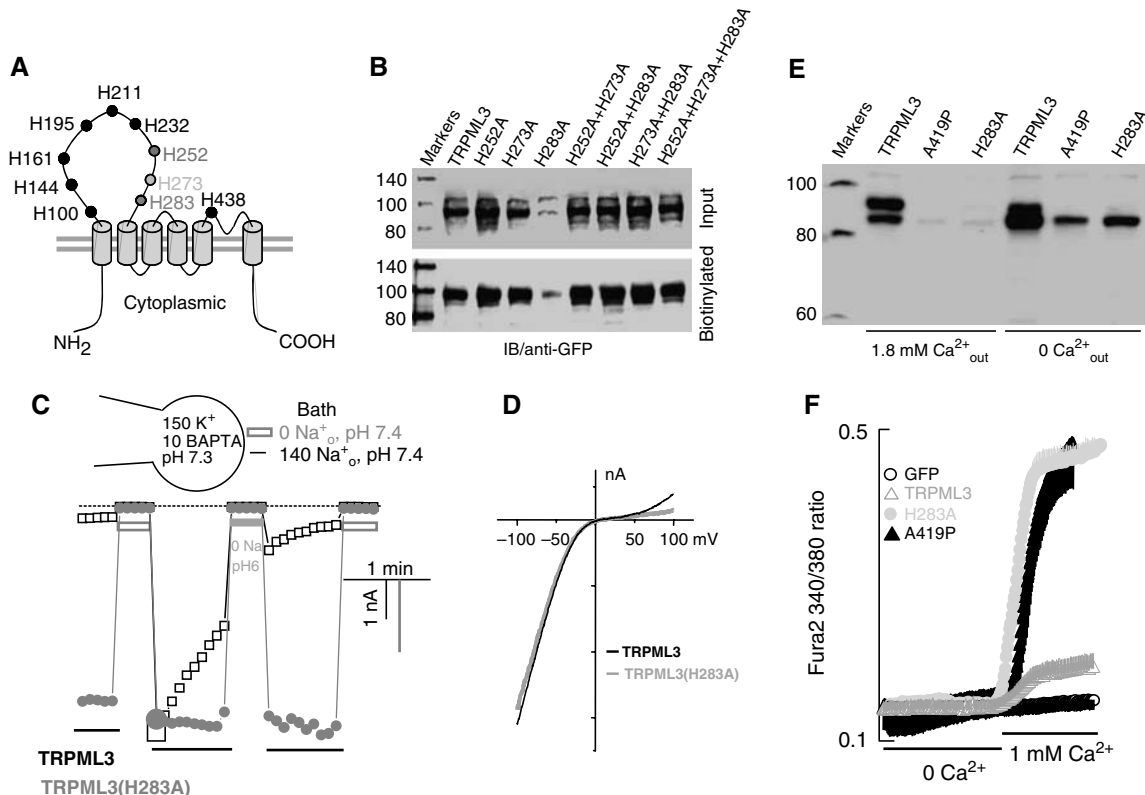 A
H211
H195
H232
H161
H252
H144
H273
H283
H438
H100
Cytoplasmic
NH2
COOH
B
Markers
TRPML3
H252A
H273A
H283A
H252A+H273A
H252A+H283A
H273A+H283A
H252A+H273A+H283A
140
100
80
Input
140
100
80
Biotinylated
IB/anti-GFP
E
Markers
TRPML3
A419P
H283A
TRPML3
A419P
H283A
100
80
60
1.8 mM Ca2+out
0 Ca2+out
C
150 K+
10 BAPTA
pH 7.3
Bath
0 Na+o, pH 7.4
140 Na+o, pH 7.4
0 Na
pH6
1 min
1 nA
TRPML3
TRPML3(H283A)
D
nA
−100
−50
50
100 mV
TRPML3
TRPML3(H283A)
F
0.5
GFP
TRPML3
H283A
A419P
Fura2 340/380 ratio
0.1
0 Ca2+
1 mM Ca2+